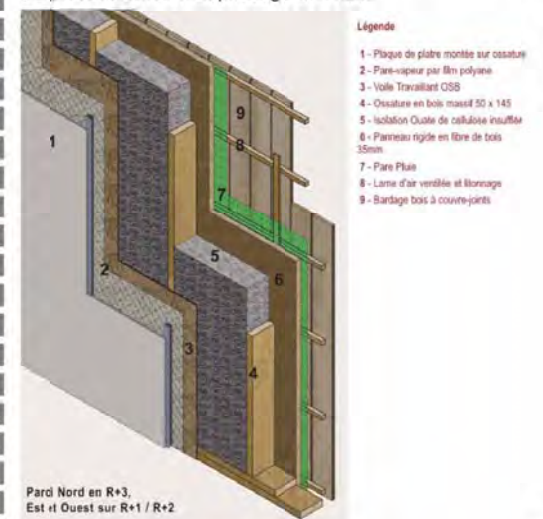 Légende
1 - Plaque de platre montée sur ossature
2 - Pare-vapeur par film polyane
3 - Voile Travaillant OSB
4 - Ossature en bois massif 50 x 145
5 - Isolation Ouate de cellulose insufflée
6 - Panneau rigide en fibre de bois
35mm
7 - Pare Pluie
8 - Lame d'air ventilée et litonnage
9 - Bardage bois à couvre-joints
9
1
8
7
5
2
6
3
4
Paroi Nord en R+3,
Est et Ouest sur R+1 / R+2